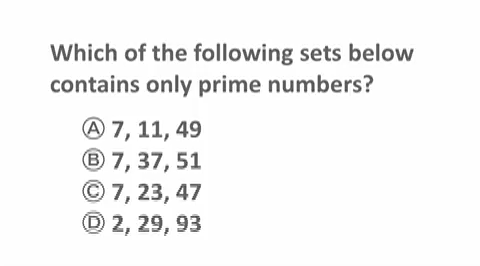 Which of the following sets below
contains only prime numbers?
Ⓐ 7, 11, 49
Ⓑ 7, 37, 51
Ⓒ 7, 23, 47
Ⓓ 2, 29, 93